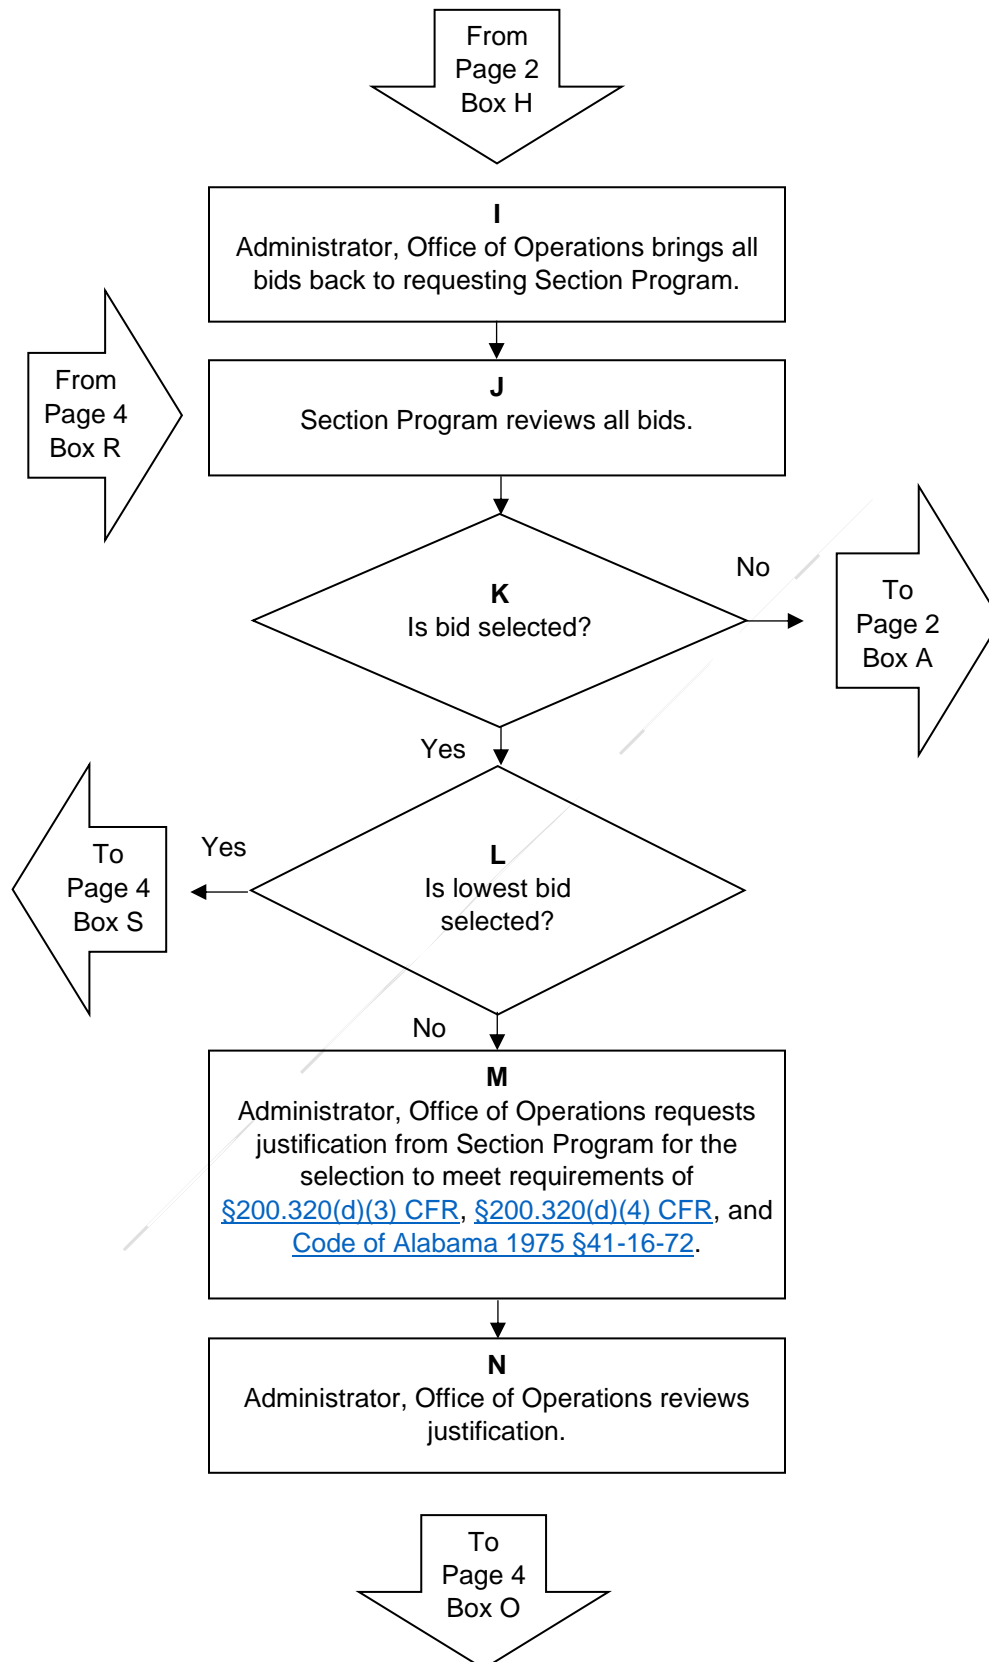 From
Page 2
Box H
I
Administrator, Office of Operations brings all
bids back to requesting Section Program.
From
Page 4
Box R
J
Section Program reviews all bids.
K
Is bid selected?
No
To
Page 2
Box A
Yes
To
Page 4
Box S
Yes
L
Is lowest bid
selected?
No
M
Administrator, Office of Operations requests
justification from Section Program for the
selection to meet requirements of
§200.320(d)(3) CFR, §200.320(d)(4) CFR, and
Code of Alabama 1975 §41-16-72.
N
Administrator, Office of Operations reviews
justification.
To
Page 4
Box O